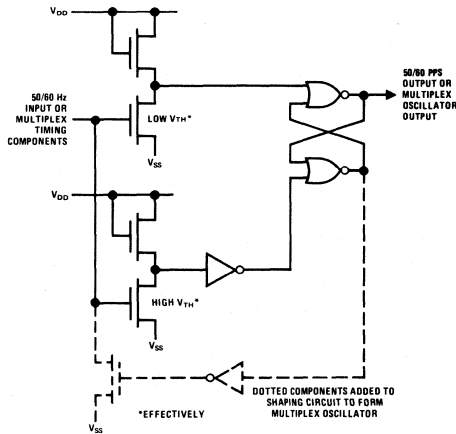 VDD
50/60 Hz
INPUT OR
MULTIPLEX
TIMING
COMPONENTS
LOW VTH*
VSS
50/60 PPS
OUTPUT OR
MULTIPLEX
OSCILLATOR
OUTPUT
VDD
HIGH VTH*
VSS
VSS
*EFFECTIVELY
DOTTED COMPONENTS ADDED TO
SHAPING CIRCUIT TO FORM
MULTIPLEX OSCILLATOR